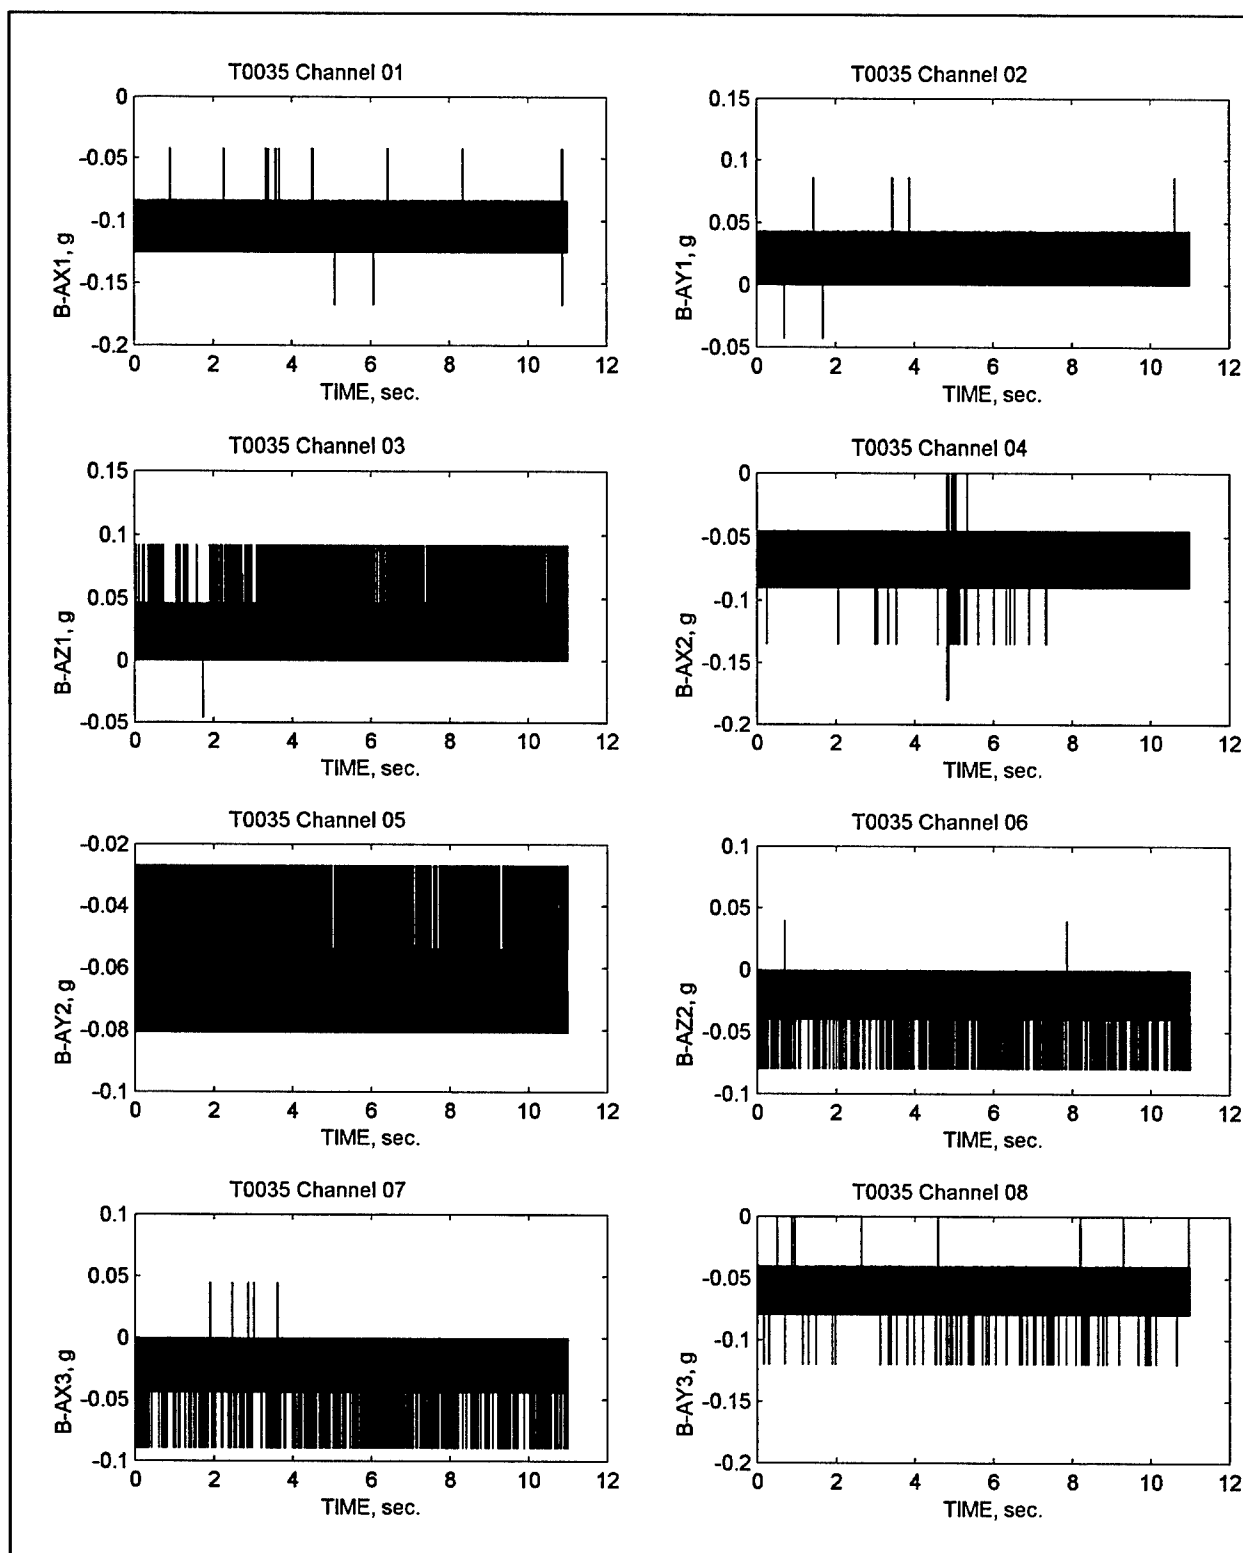 T0035 Channel 01
0
-0.05
-0.1
-0.15
-0.2
B-AX1, g
0 2 4 6 8 10 12
TIME, sec.
T0035 Channel 02
0.15
0.1
0.05
0
-0.05
B-AY1, g
0 2 4 6 8 10 12
TIME, sec.
T0035 Channel 03
0.15
0.1
0.05
0
-0.05
B-AZ1, g
0 2 4 6 8 10 12
TIME, sec.
T0035 Channel 04
0
-0.05
-0.1
-0.15
-0.2
B-AX2, g
0 2 4 6 8 10 12
TIME, sec.
T0035 Channel 05
-0.02
-0.04
-0.06
-0.08
-0.1
B-AY2, g
0 2 4 6 8 10 12
TIME, sec.
T0035 Channel 06
0.1
0.05
0
-0.05
-0.1
B-AZ2, g
0 2 4 6 8 10 12
TIME, sec.
T0035 Channel 07
0.1
0.05
0
-0.05
-0.1
B-AX3, g
0 2 4 6 8 10 12
TIME, sec.
T0035 Channel 08
0
-0.05
-0.1
-0.15
-0.2
B-AY3, g
0 2 4 6 8 10 12
TIME, sec.